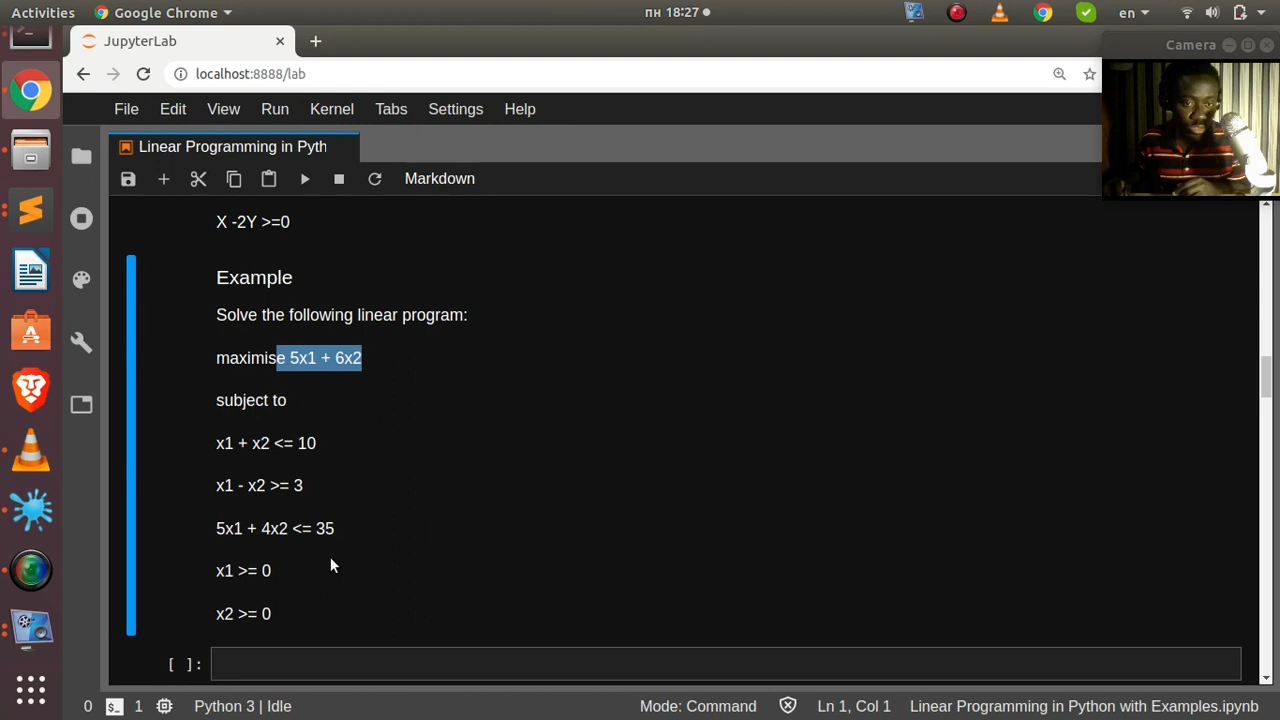 Activities Google Chrome пн 18:27 en
JupyterLab
Camera
localhost:8888/lab
File Edit View Run Kernel Tabs Settings Help
Linear Programming in Pyth
Markdown
X -2Y >=0
Example
Solve the following linear program:
maximise 5x1 + 6x2
subject to
x1 + x2 <= 10
x1 - x2 >= 3
5x1 + 4x2 <= 35
x1 >= 0
x2 >= 0
[ ]:
0 $_ 1 Python 3 | Idle Mode: Command Ln 1, Col 1 Linear Programming in Python with Examples.ipynb